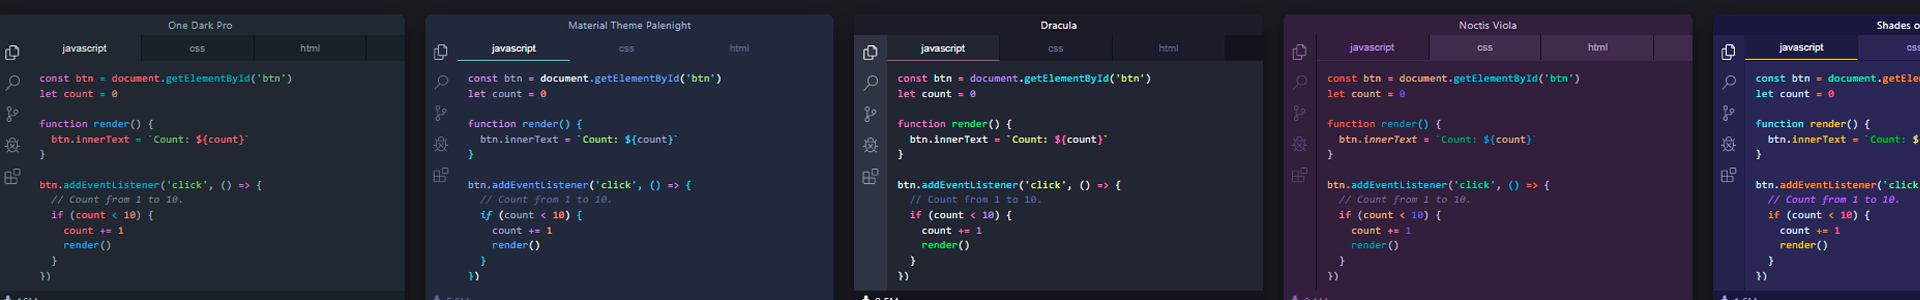 One Dark Pro
javascript css html
const btn = document.getElementById('btn')
let count = 0
function render() {
btn.innerText = `Count: ${count}`
}
btn.addEventListener('click', () => {
// Count from 1 to 10.
if (count < 10) {
count += 1
render()
}
})
Material Theme Palenight
javascript css html
const btn = document.getElementById('btn')
let count = 0
function render() {
btn.innerText = `Count: ${count}`
}
btn.addEventListener('click', () => {
// Count from 1 to 10.
if (count < 10) {
count += 1
render()
}
})
Dracula
javascript css html
const btn = document.getElementById('btn')
let count = 0
function render() {
btn.innerText = `Count: ${count}`
}
btn.addEventListener('click', () => {
// Count from 1 to 10.
if (count < 10) {
count += 1
render()
}
})
Noctis Viola
javascript css html
const btn = document.getElementById('btn')
let count = 0
function render() {
btn.innerText = `Count: ${count}`
}
btn.addEventListener('click', () => {
// Count from 1 to 10.
if (count < 10) {
count += 1
render()
}
})
Shades o
javascript css
const btn = document.getEle
let count = 0
function render() {
btn.innerText = `Count: $
}
btn.addEventListener('click
// Count from 1 to 10.
if (count < 10) {
count += 1
render()
}
})